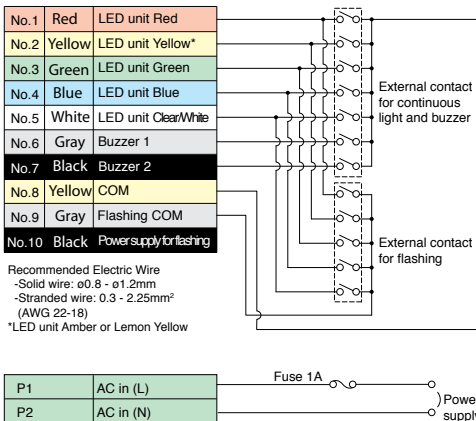 No.1 Red LED unit Red
No.2 Yellow LED unit Yellow*
No.3 Green LED unit Green
No.4 Blue LED unit Blue
No.5 White LED unit Clear/White
No.6 Gray Buzzer 1
No.7 Black Buzzer 2
No.8 Yellow COM
No.9 Gray Flashing COM
No.10 Black Power supply for flashing
External contact
for continuous
light and buzzer
External contact
for flashing
Recommended Electric Wire
-Solid wire: ø0.8 - ø1.2mm
-Stranded wire: 0.3 - 2.25mm²
(AWG 22-18)
*LED unit Amber or Lemon Yellow
P1 AC in (L)
P2 AC in (N)
Fuse 1A